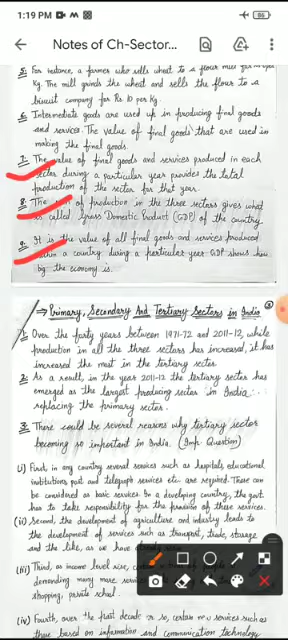 1:19 PM
86
Notes of Ch-Sector...
5. For instance, a farmer who sells wheat to a flour mill for per
Kg. The mill grinds the wheat and sells the flour to a
biscuit company for Rs 10 per Kg.
6. Intermediate goods are used up in producing final goods
and services. The value of final goods that are used in
making the final goods.
7. The value of final goods and services produced in each
sector during a particular year provides the total
production of the sector for that year.
8. The of production in the three sectors gives what
is called Gross Domestic Product (GDP) of the country.
9. It is the value of all final goods and services produced
within a country during a particular year GDP shows how
big the economy is.
Primary, Secondary And Tertiary Sectors in India
1. Over the forty years between 1971-72 and 2011-12, while
production in all the three sectors has increased, it has
increased the most in the tertiary sector.
2. As a result, in the year 2011-12 the tertiary sector has
emerged as the largest producing sector in India
replacing the primary sector.
3. There could be several reasons why tertiary sector
becoming so important in India. (Imp. Question)
(i) First, in any country several services such as hospitals, educational
institutions, post and telegraph services etc. are required. These can
be considered as basic services. In a developing country, the govt
has to take responsibility for the provision of these services.
(ii) Second, the development of agriculture and industry leads to
the development of services such as transport, trade, storage
and the like, as we have already seen.
(iii) Third, as income level rise,
demanding many more services
shopping, private school
(iv) Fourth, over the past decade or so, certain new services such as
those based on information and communication technology